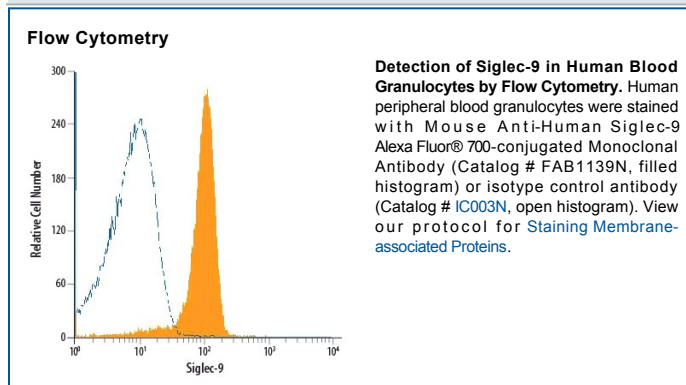 Flow Cytometry
300
240
180
120
60
0
Relative Cell Number
10⁰ 10¹ 10² 10³ 10⁴
Siglec-9
Detection of Siglec-9 in Human Blood
Granulocytes by Flow Cytometry. Human
peripheral blood granulocytes were stained
with Mouse Anti-Human Siglec-9
Alexa Fluor® 700-conjugated Monoclonal
Antibody (Catalog # FAB1139N, filled
histogram) or isotype control antibody
(Catalog # IC003N, open histogram). View
our protocol for Staining Membrane-
associated Proteins.